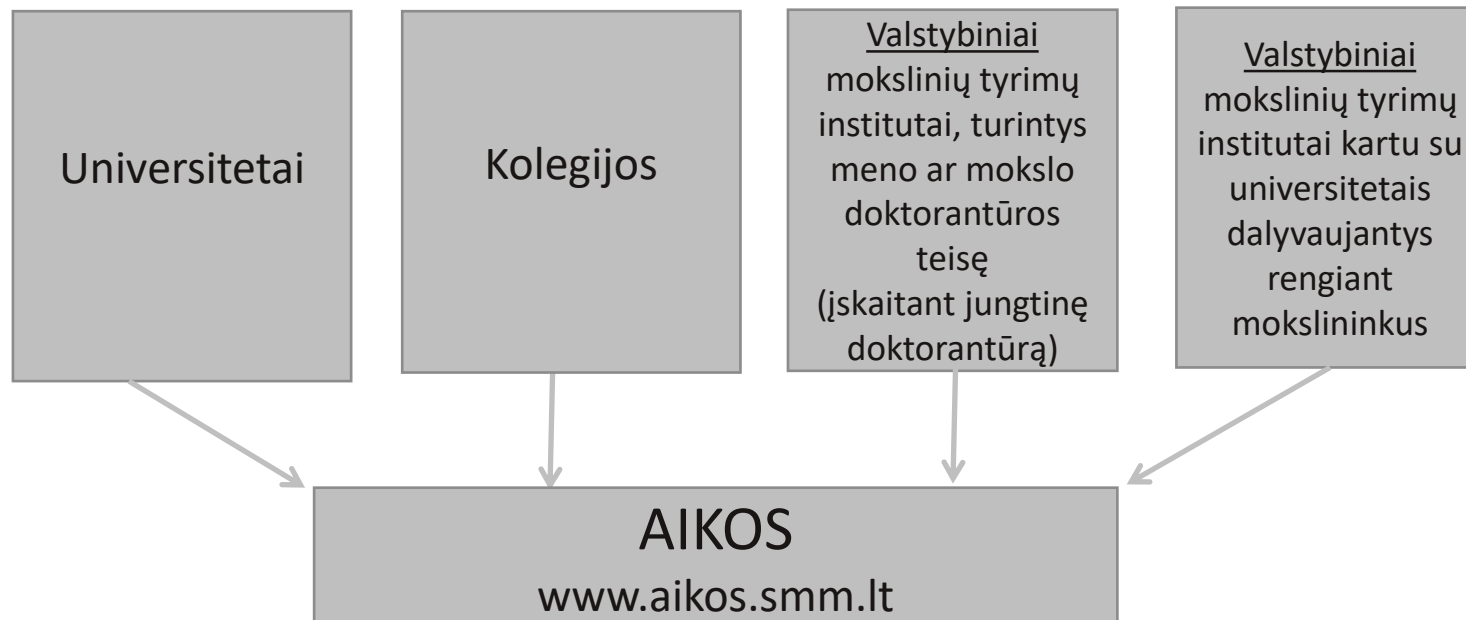 Universitetai
Kolegijos
Valstybiniai
mokslinių tyrimų
institutai, turintys
meno ar mokslo
doktorantūros
teisę
(įskaitant jungtinę
doktorantūrą)
Valstybiniai
mokslinių tyrimų
institutai kartu su
universitetais
dalyvaujantys
rengiant
mokslininkus
AIKOS
www.aikos.smm.lt